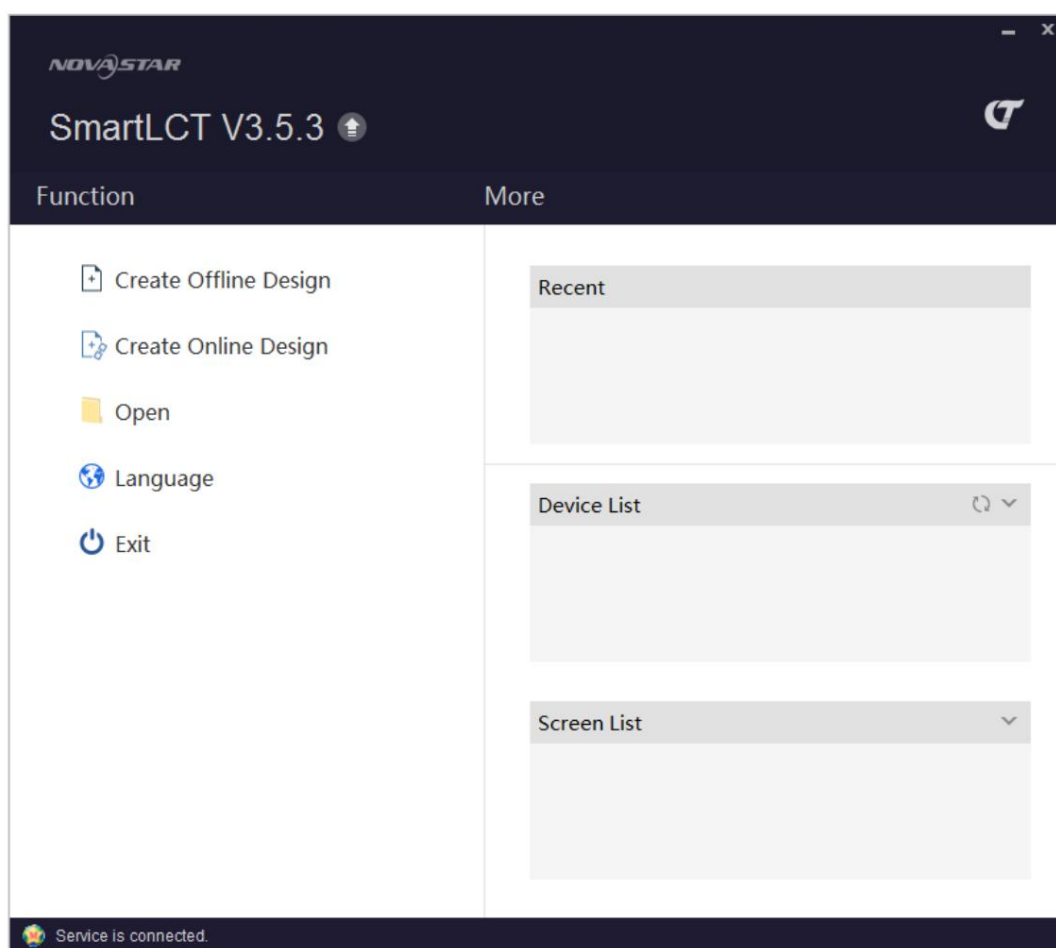 NOVASTAR
SmartLCT V3.5.3
CT
Function
More
Create Offline Design
Create Online Design
Open
Language
Exit
Recent
Device List
Screen List
Service is connected.